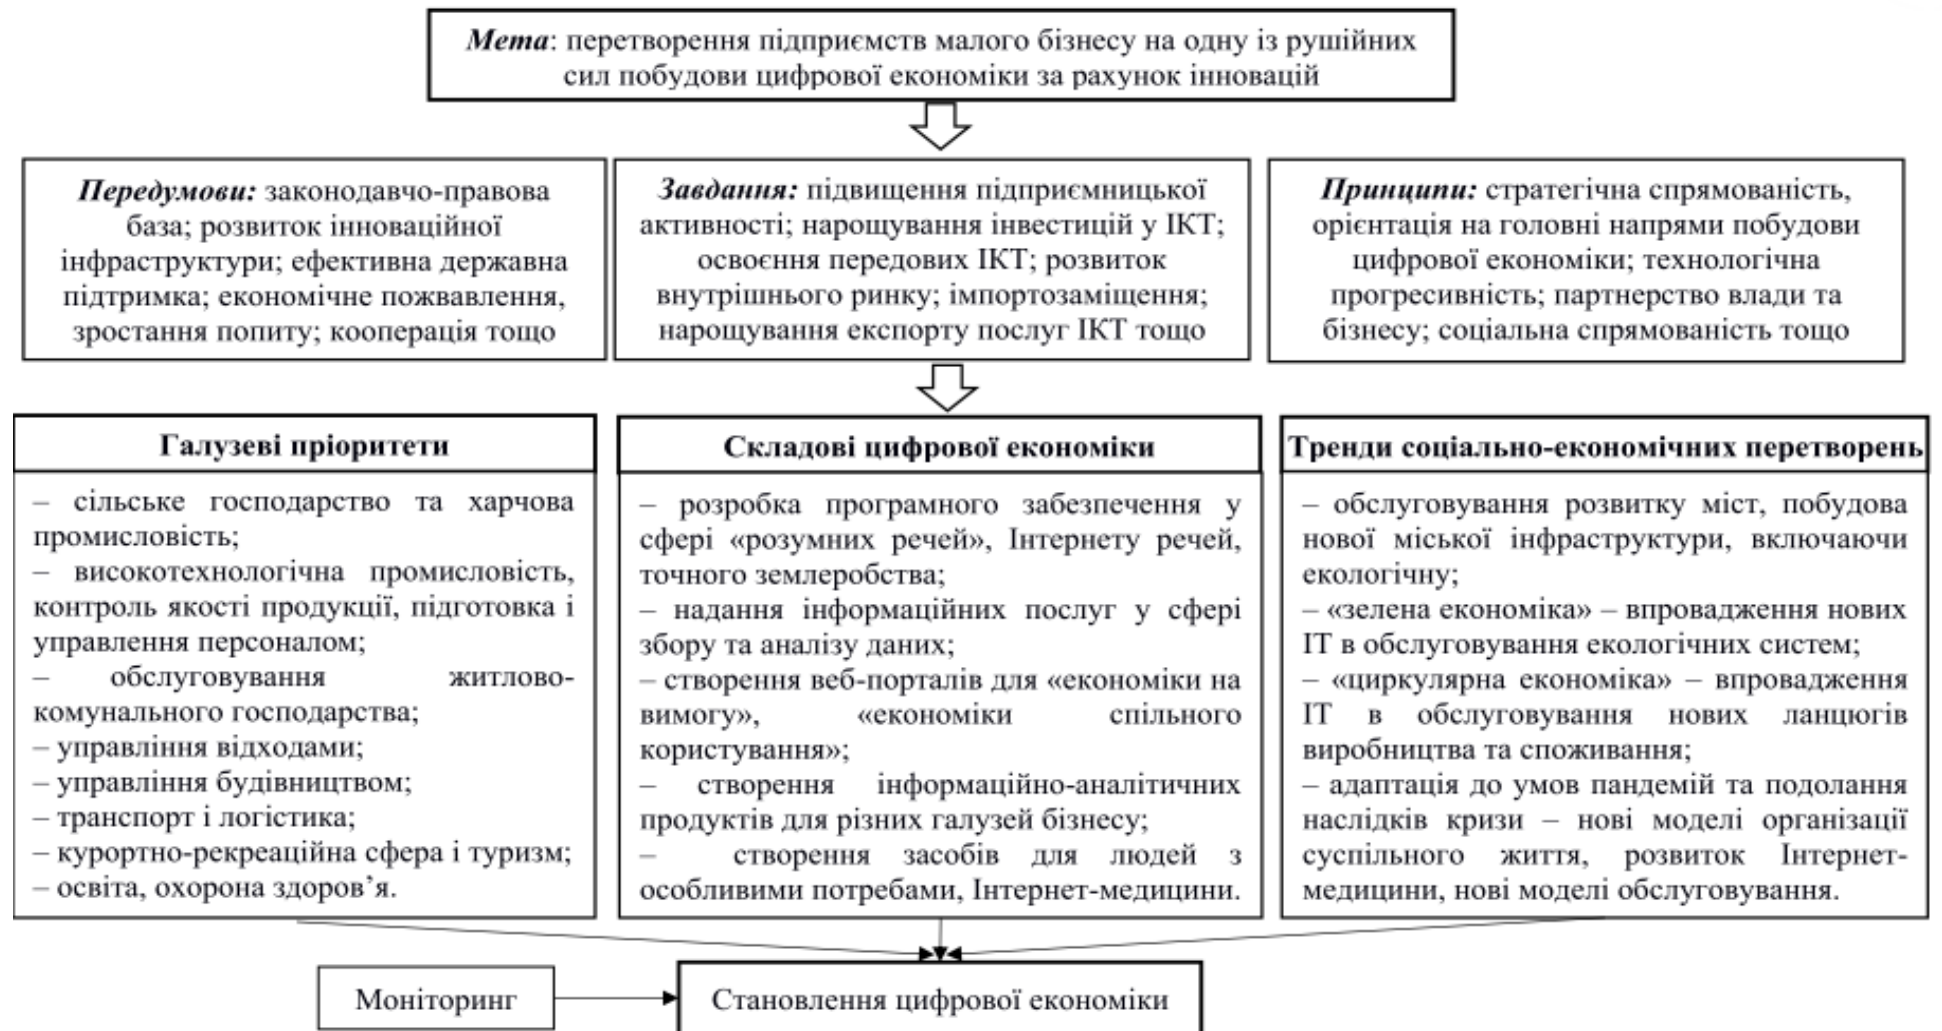 Мета: перетворення підприємств малого бізнесу на одну із рушійних
сил побудови цифрової економіки за рахунок інновацій
Передумови: законодавчо-правова
база; розвиток інноваційної
інфраструктури; ефективна державна
підтримка; економічне пожвавлення,
зростання попиту; кооперація тощо
Завдання: підвищення підприємницької
активності; нарощування інвестицій у ІКТ;
освоєння передових ІКТ; розвиток
внутрішнього ринку; імпортозаміщення;
нарощування експорту послуг ІКТ тощо
Принципи: стратегічна спрямованість,
орієнтація на головні напрями побудови
цифрової економіки; технологічна
прогресивність; партнерство влади та
бізнесу; соціальна спрямованість тощо
Галузеві пріоритети
– сільське господарство та харчова
промисловість;
– високотехнологічна промисловість,
контроль якості продукції, підготовка і
управління персоналом;
– обслуговування житлово-
комунального господарства;
– управління відходами;
– управління будівництвом;
– транспорт і логістика;
– курортно-рекреаційна сфера і туризм;
– освіта, охорона здоров’я.
Складові цифрової економіки
– розробка програмного забезпечення у
сфері «розумних речей», Інтернету речей,
точного землеробства;
– надання інформаційних послуг у сфері
збору та аналізу даних;
– створення веб-порталів для «економіки на
вимогу», «економіки спільного
користування»;
– створення інформаційно-аналітичних
продуктів для різних галузей бізнесу;
– створення засобів для людей з
особливими потребами, Інтернет-медицини.
Тренди соціально-економічних перетворень
– обслуговування розвитку міст, побудова
нової міської інфраструктури, включаючи
екологічну;
– «зелена економіка» – впровадження нових
ІТ в обслуговування екологічних систем;
– «циркулярна економіка» – впровадження
ІТ в обслуговування нових ланцюгів
виробництва та споживання;
– адаптація до умов пандемій та подолання
наслідків кризи – нові моделі організації
суспільного життя, розвиток Інтернет-
медицини, нові моделі обслуговування.
Моніторинг
Становлення цифрової економіки